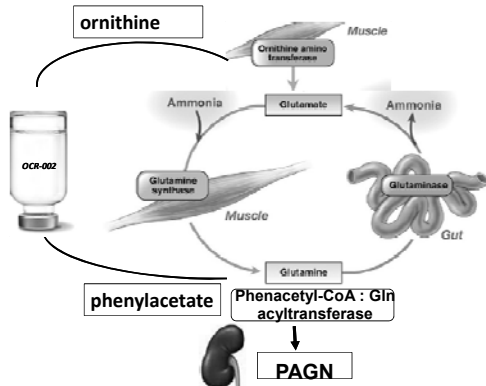 ornithine
Muscle
Ornithine amino
transferase
Ammonia
Glutamate
Ammonia
OCR-002
Glutamine
synthase
Glutaminase
Muscle
Gut
Glutamine
phenylacetate
Phenacetyl-CoA : Gln
acyltransferase
PAGN